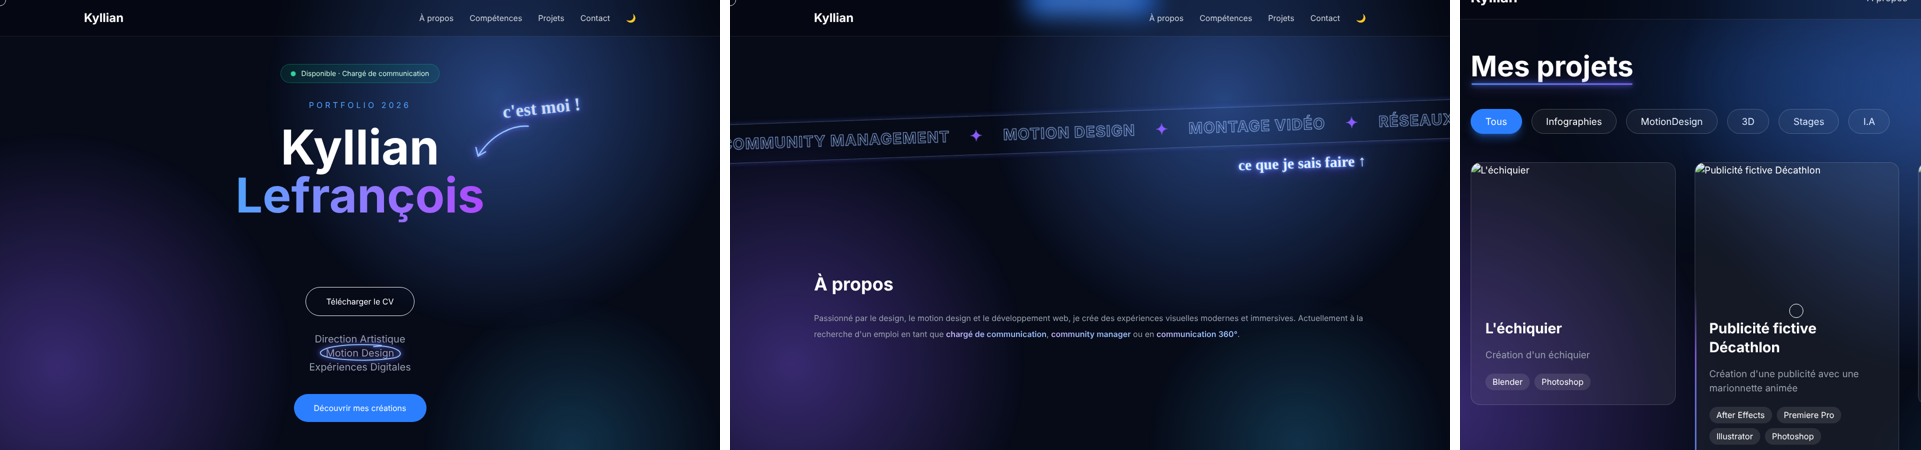 Kyllian
À propos Compétences Projets Contact
Disponible · Chargé de communication
PORTFOLIO 2026
c'est moi !
Kyllian
Lefrançois
Télécharger le CV
Direction Artistique
Motion Design
Expériences Digitales
Découvrir mes créations
Kyllian
À propos Compétences Projets Contact
COMMUNITY MANAGEMENT ✦ MOTION DESIGN ✦ MONTAGE VIDÉO ✦ RÉSEAUX
ce que je sais faire ↑
À propos
Passionné par le design, le motion design et le développement web, je crée des expériences visuelles modernes et immersives. Actuellement à la
recherche d'un emploi en tant que chargé de communication, community manager ou en communication 360°.
Mes projets
Tous Infographies MotionDesign 3D Stages I.A
L'échiquier
L'échiquier
Création d'un échiquier
Blender Photoshop
Publicité fictive Décathlon
Publicité fictive
Décathlon
Création d'une publicité avec une
marionnette animée
After Effects Premiere Pro
Illustrator Photoshop